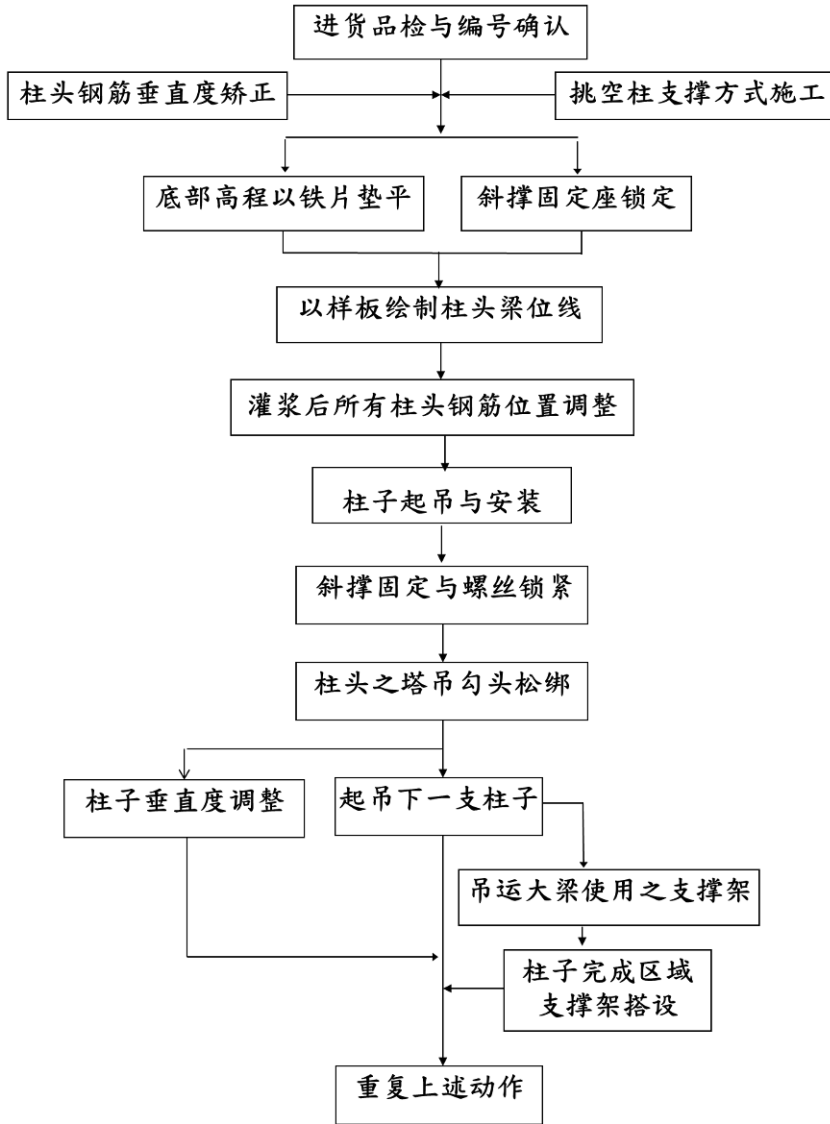 进货品检与编号确认
柱头钢筋垂直度矫正
挑空柱支撑方式施工
底部高程以铁片垫平
斜撑固定座锁定
以样板绘制柱头梁位线
灌浆后所有柱头钢筋位置调整
柱子起吊与安装
斜撑固定与螺丝锁紧
柱头之塔吊勾头松绑
柱子垂直度调整
起吊下一支柱子
吊运大梁使用之支撑架
柱子完成区域
支撑架搭设
重复上述动作